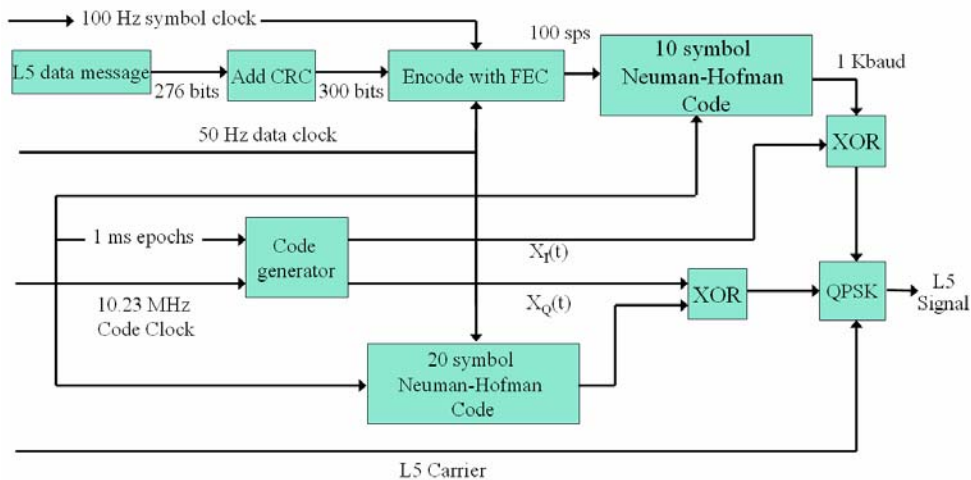 100 Hz symbol clock
L5 data message
276 bits
Add CRC
300 bits
Encode with FEC
100 sps
10 symbol
Neuman-Hofman
Code
1 Kbaud
50 Hz data clock
XOR
1 ms epochs
Code
generator
X_I(t)
10.23 MHz
Code Clock
X_Q(t)
XOR
QPSK
L5
Signal
20 symbol
Neuman-Hofman
Code
L5 Carrier